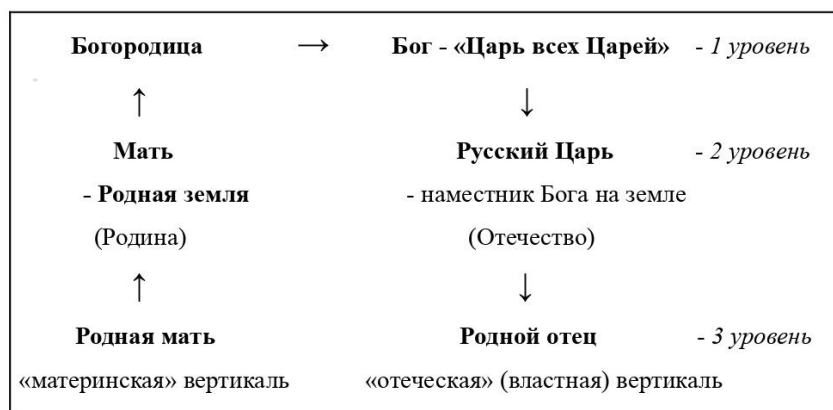 Богородица → Бог - «Царь всех Царей» - 1 уровень
↑ ↓
Мать Русский Царь - 2 уровень
- Родная земля - наместник Бога на земле
(Родина) (Отечество)
↑ ↓
Родная мать Родной отец - 3 уровень
«материнская» вертикаль «отеческая» (властная) вертикаль